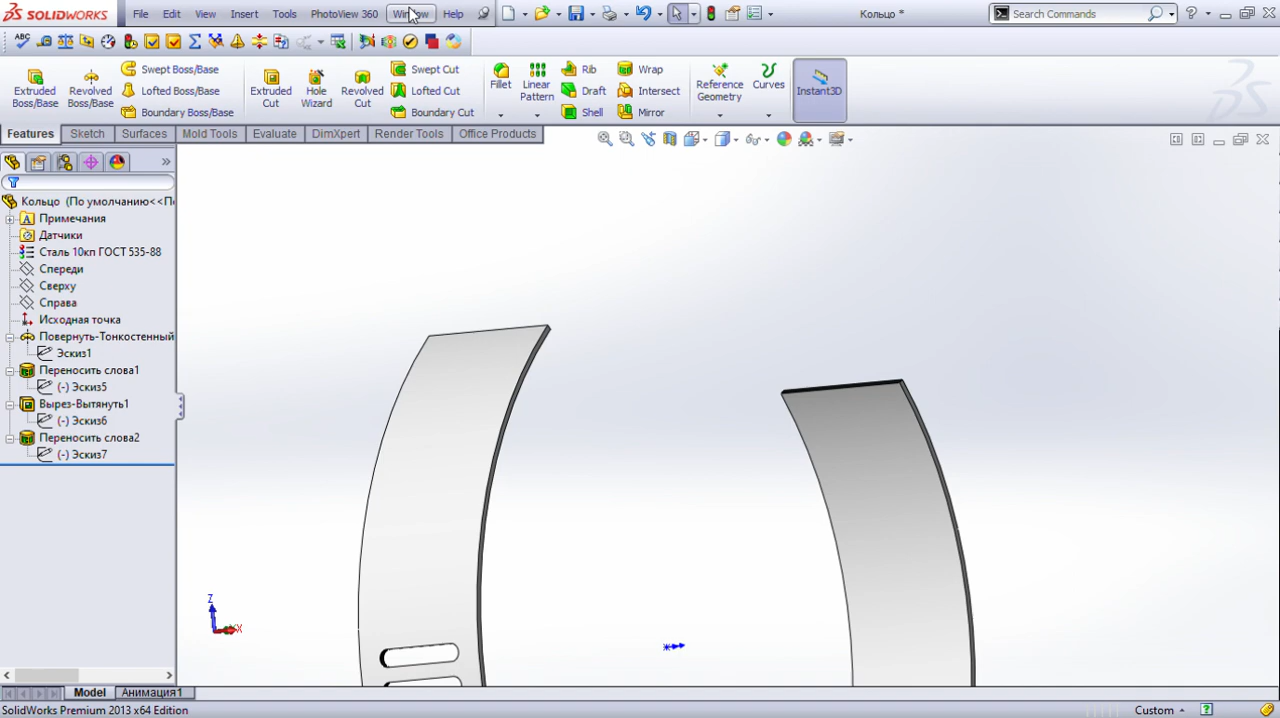 SOLIDWORKS File Edit View Insert Tools PhotoView 360 Window Help Кольцо * Search Commands
ABC
Extruded Boss/Base
Revolved Boss/Base
Swept Boss/Base
Lofted Boss/Base
Boundary Boss/Base
Extruded Cut
Hole Wizard
Revolved Cut
Swept Cut
Lofted Cut
Boundary Cut
Fillet
Linear Pattern
Rib
Draft
Shell
Wrap
Intersect
Mirror
Reference Geometry
Curves
Instant3D
Features Sketch Surfaces Mold Tools Evaluate DimXpert Render Tools Office Products
Кольцо (По умолчанию<<По
Примечания
Датчики
Сталь 10кп ГОСТ 535-88
Спереди
Сверху
Справа
Исходная точка
Повернуть-Тонкостенный
Эскиз1
Переносить слова1
(-) Эскиз5
Вырез-Вытянуть1
(-) Эскиз6
Переносить слова2
(-) Эскиз7
Z
X
Model Анимация1
SolidWorks Premium 2013 x64 Edition Custom